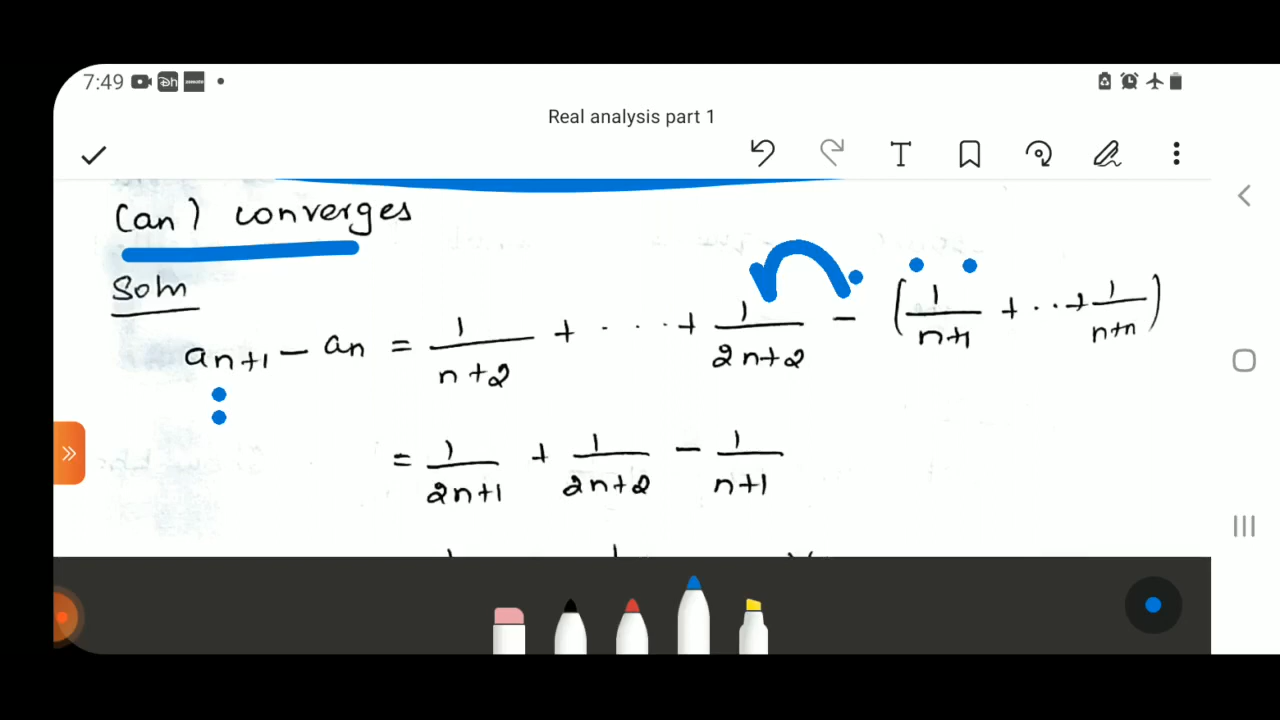 7:49
Real analysis part 1
(an) converges
Soln
an+1 - an = 1/n+2 + ....+ 1/2n+2 - (1/n+1 + ...+ 1/n+n)
= 1/2n+1 + 1/2n+2 - 1/n+1